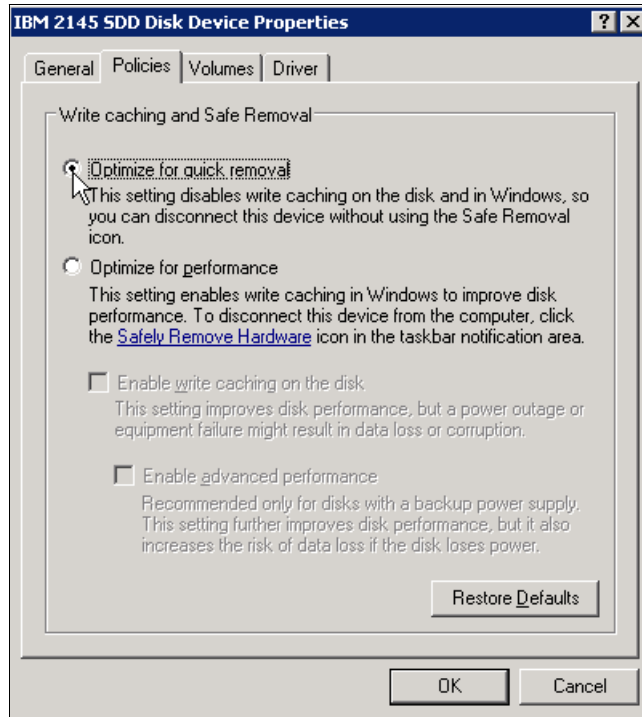 IBM 2145 SDD Disk Device Properties
General Policies Volumes Driver
Write caching and Safe Removal
Optimize for quick removal
This setting disables write caching on the disk and in Windows, so
you can disconnect this device without using the Safe Removal
icon.
Optimize for performance
This setting enables write caching in Windows to improve disk
performance. To disconnect this device from the computer, click
the Safely Remove Hardware icon in the taskbar notification area.
Enable write caching on the disk
This setting improves disk performance, but a power outage or
equipment failure might result in data loss or corruption.
Enable advanced performance
Recommended only for disks with a backup power supply.
This setting further improves disk performance, but it also
increases the risk of data loss if the disk loses power.
Restore Defaults
OK Cancel